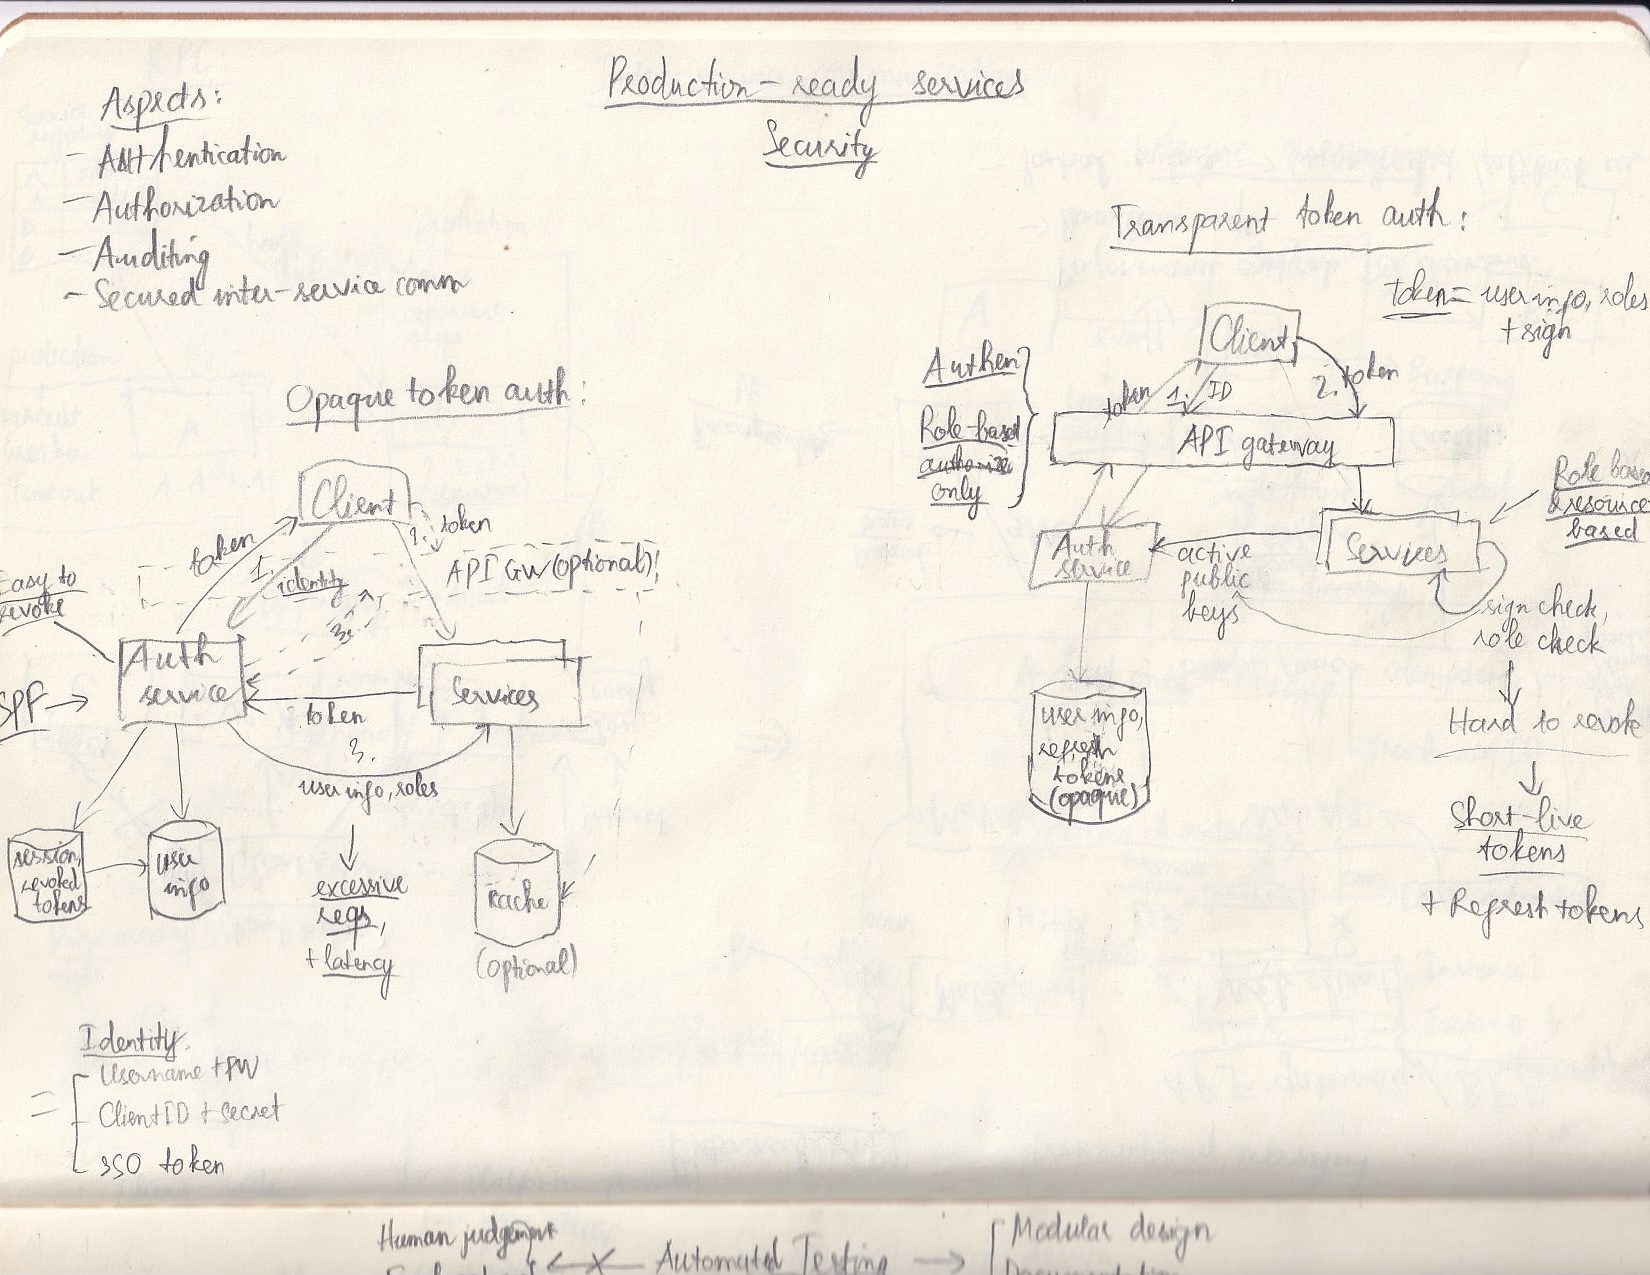 Production-ready services
Security
Aspects:
- Authentication
- Authorization
- Auditing
- Secured inter-service comm
Opaque token auth:
Client
token
1.
identity
2. token
API GW (optional)
3.
Easy to
revoke
Auth
service
SPF →
Services
token
3.
user info, roles
session,
revoked
tokens
user
info
excessive
reqs,
+ latency
cache
(optional)
Identity
= Username + PW
Client ID + secret
SSO token
Transparent token auth:
token = user info, roles
+ sign
Client
token
1.
ID
2. token
Authen
Role-based
authorize
only
API gateway
Role based
& resource
based
Auth
service
active
public
keys
Services
sign check,
role check
Hard to revoke
Short-live
tokens
+ Refrest tokens
user info,
refresh
tokens
(opaque)
Human judgement
Automated Testing
Modular design